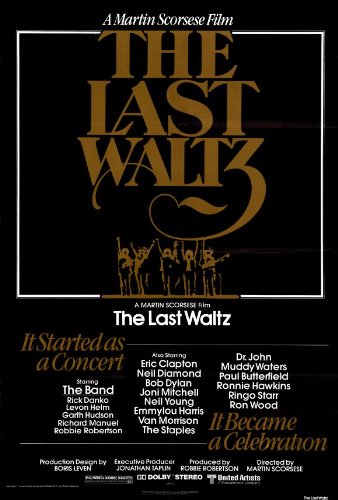 A Martin Scorsese Film
THE
LAST
WALTZ
A MARTIN SCORSESE Film
The Last Waltz
It Started as
a Concert
Starring
The Band
Rick Danko
Levon Helm
Garth Hudson
Richard Manuel
Robbie Robertson
Also Starring
Eric Clapton
Neil Diamond
Bob Dylan
Joni Mitchell
Neil Young
Emmylou Harris
Van Morrison
The Staples
Dr. John
Muddy Waters
Paul Butterfield
Ronnie Hawkins
Ringo Starr
Ron Wood
It Became
a Celebration
Production Design by
BORIS LEVEN
Executive Producer
JONATHAN TAPLIN
Produced by
ROBBIE ROBERTSON
Directed by
MARTIN SCORSESE
DOLBY STEREO
United Artists
The Last Waltz